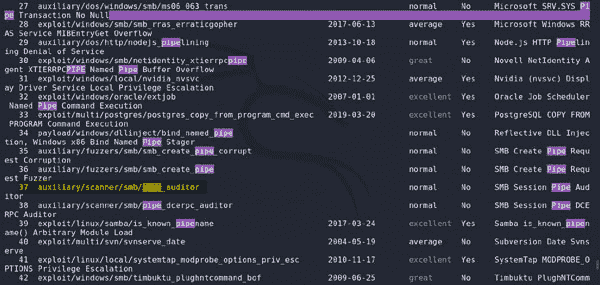 27 auxiliary/dos/windows/smb/ms06_063_trans normal No Microsoft SRV.SYS Pi
pe Transaction No Null
28 auxiliary/dos/windows/smb/smb_rras_erraticgopher 2017-06-13 average Yes Microsoft Windows RR
AS Service MIBEntryGet Overflow
29 auxiliary/dos/http/nodejs_pipelining 2013-10-18 normal Yes Node.js HTTP Pipelin
ing Denial of Service
30 exploit/windows/smb/netidentity_xtierrpcpipe 2009-04-06 great No Novell NetIdentity A
gent XTIERRPCPIPE Named Pipe Buffer Overflow
31 exploit/windows/local/nvidia_nvsvc 2012-12-25 average Yes Nvidia (nvsvc) Displ
ay Driver Service Local Privilege Escalation
32 exploit/windows/oracle/extjob 2007-01-01 excellent Yes Oracle Job Scheduler
Named Pipe Command Execution
33 exploit/multi/postgres/postgres_copy_from_program_cmd_exec 2019-03-20 excellent Yes PostgreSQL COPY FROM
PROGRAM Command Execution
34 payload/windows/dllinject/bind_named_pipe normal No Reflective DLL Injec
tion, Windows x86 Bind Named Pipe Stager
35 auxiliary/fuzzers/smb/smb_create_pipe_corrupt normal No SMB Create Pipe Requ
est Corruption
36 auxiliary/fuzzers/smb/smb_create_pipe normal No SMB Create Pipe Requ
est Fuzzer
37 auxiliary/scanner/smb/pipe_auditor normal No SMB Session Pipe Aud
itor
38 auxiliary/scanner/smb/pipe_dcerpc_auditor normal No SMB Session Pipe DCE
RPC Auditor
39 exploit/linux/samba/is_known_pipename 2017-03-24 excellent Yes Samba is_known_pipen
ame() Arbitrary Module Load
40 exploit/multi/svn/svnserve_date 2004-05-19 average No Subversion Date Svns
erve
41 exploit/linux/local/systemtap_modprobe_options_priv_esc 2010-11-17 excellent Yes SystemTap MODPROBE_O
PTIONS Privilege Escalation
42 exploit/windows/smb/timbuktu_plughntcommand_bof 2009-06-25 great No Timbuktu PlughNTComm